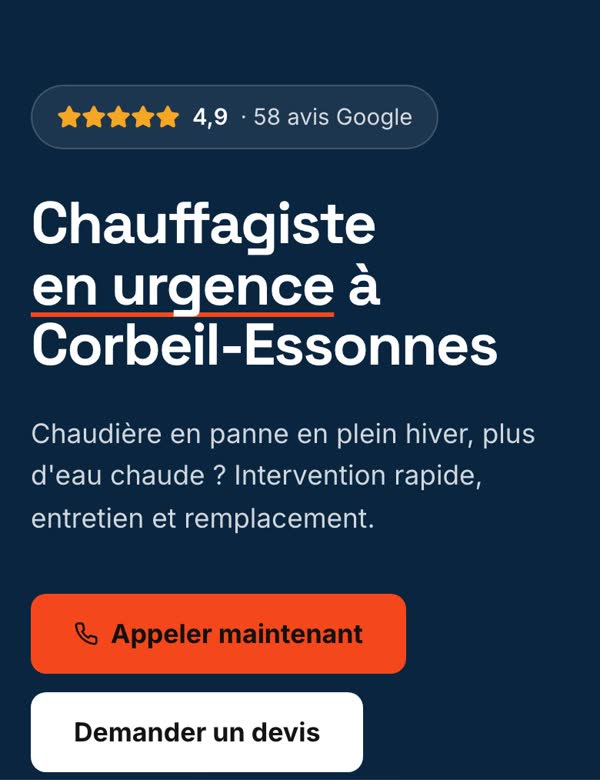 4,9 · 58 avis Google
Chauffagiste
en urgence à
Corbeil-Essonnes
Chaudière en panne en plein hiver, plus
d'eau chaude ? Intervention rapide,
entretien et remplacement.
Appeler maintenant
Demander un devis